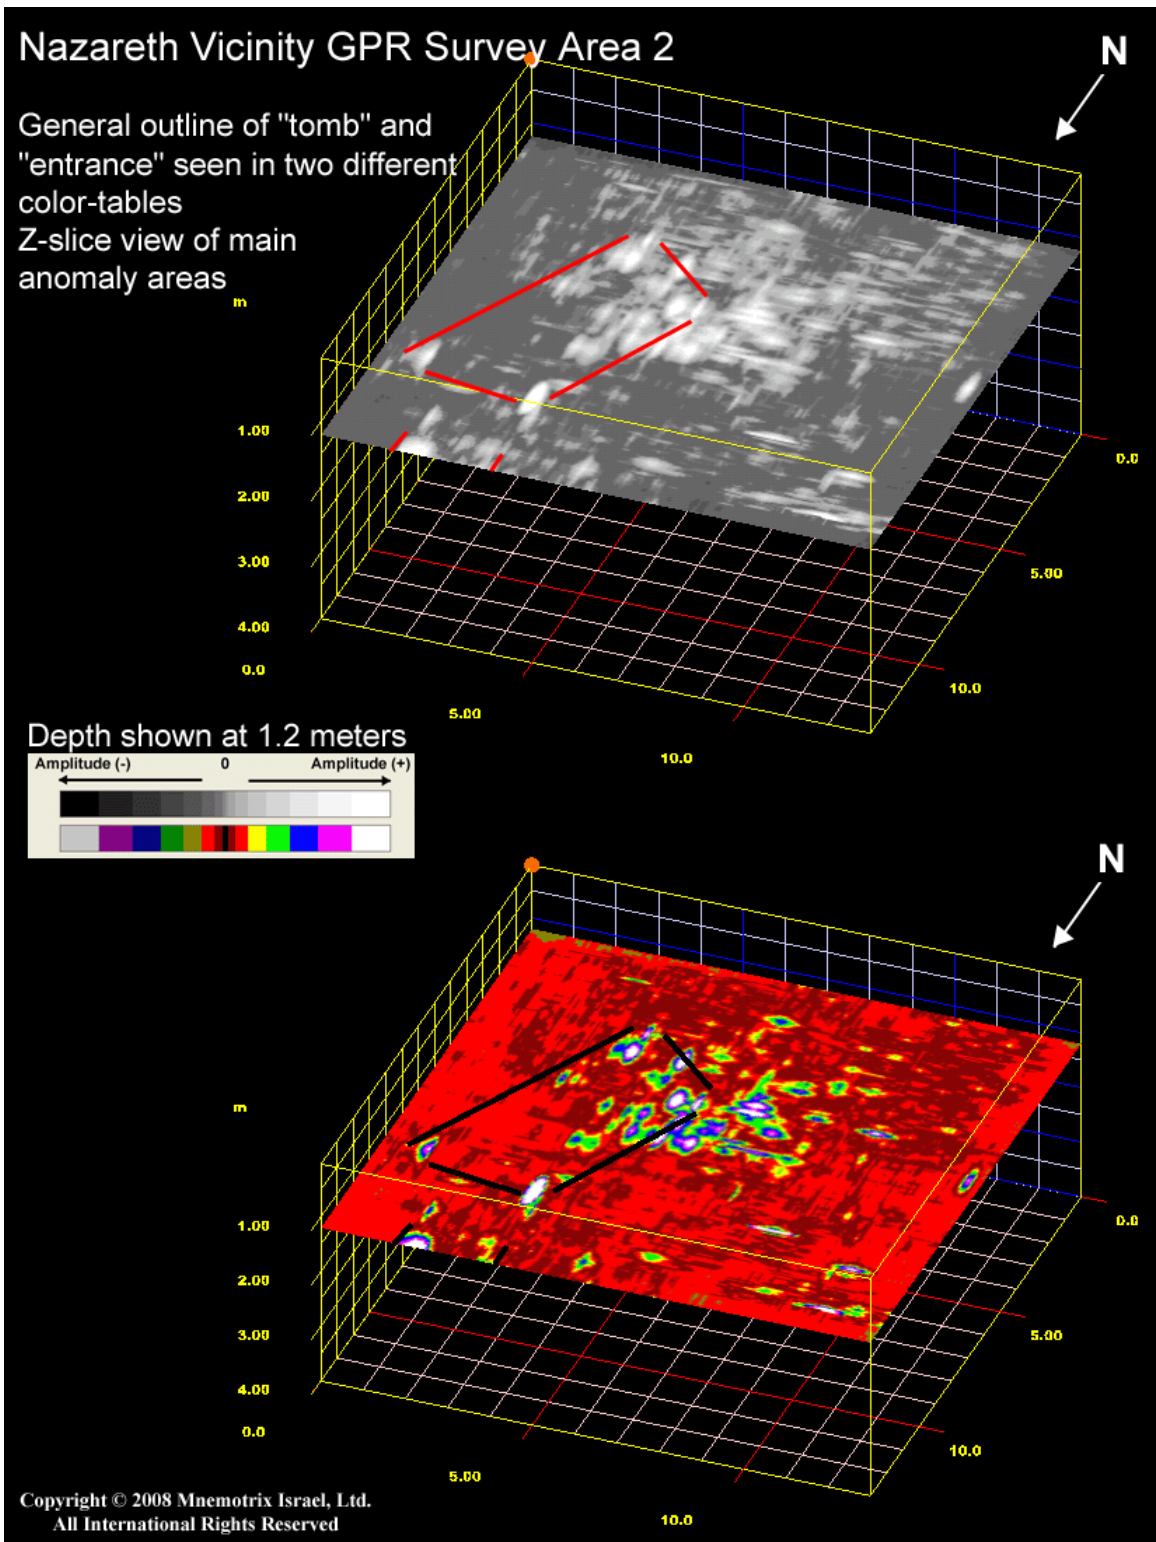 Nazareth Vicinity GPR Survey Area 2
N
General outline of "tomb" and
"entrance" seen in two different
color-tables
Z-slice view of main
anomaly areas
m
1.00
2.00
3.00
4.00
0.0
5.00
10.0
0.0
5.00
10.0
Depth shown at 1.2 meters
Amplitude (-) 0 Amplitude (+)
N
m
1.00
2.00
3.00
4.00
0.0
5.00
10.0
0.0
5.00
10.0
Copyright © 2008 Mnemotrix Israel, Ltd.
All International Rights Reserved